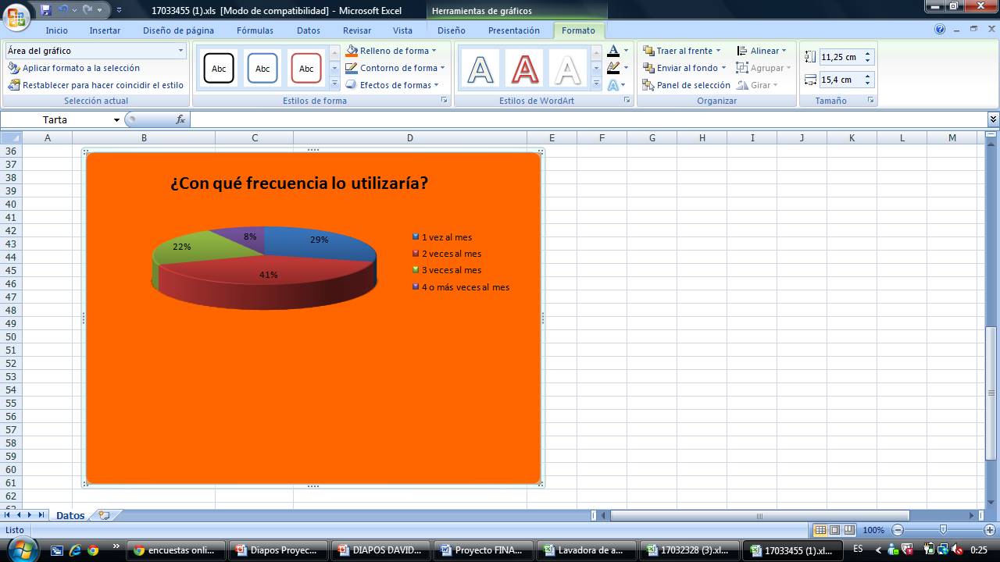 17033455 (1).xls [Modo de compatibilidad] - Microsoft Excel
Herramientas de gráficos
Inicio Insertar Diseño de página Fórmulas Datos Revisar Vista Diseño Presentación Formato
Área del gráfico
Aplicar formato a la selección
Restablecer para hacer coincidir el estilo
Selección actual
Abc Abc Abc
Relleno de forma
Contorno de forma
Efectos de formas
Estilos de forma
A A A
A
A
Estilos de WordArt
Traer al frente
Enviar al fondo
Panel de selección
Alinear
Agrupar
Girar
Organizar
11,25 cm
15,4 cm
Tamaño
Tarta
fx
A B C D E F G H I J K L M
36
37
38
39
40
41
42
43
44
45
46
47
48
49
50
51
52
53
54
55
56
57
58
59
60
61
62
¿Con qué frecuencia lo utilizaría?
8%
29%
22%
41%
1 vez al mes
2 veces al mes
3 veces al mes
4 o más veces al mes
Datos
Listo
100%
encuestas onli...
Diapos Proyec...
DIAPOS DAVID...
Proyecto FINA...
Lavadora de a...
17032328 (3).xl...
17033455 (1).xl...
ES
0:25